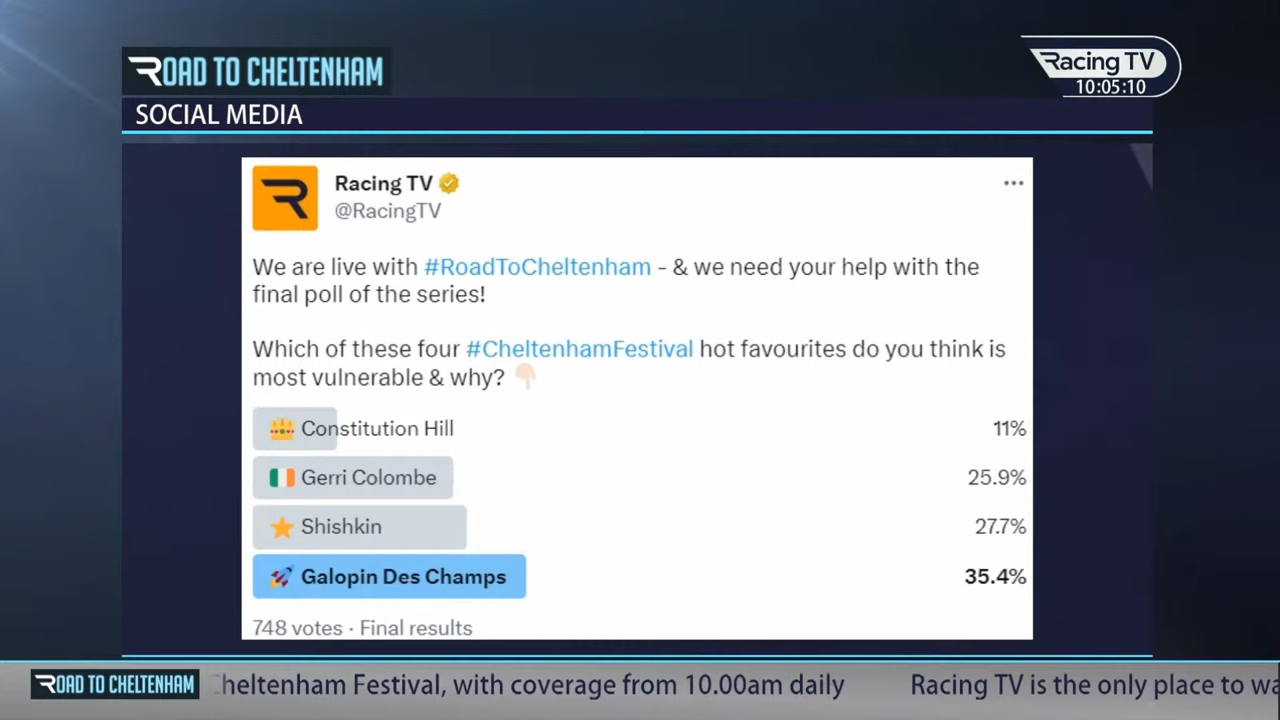 ROAD TO CHELTENHAM
Racing TV
10:05:10
SOCIAL MEDIA
Racing TV
@RacingTV
We are live with #RoadToCheltenham - & we need your help with the
final poll of the series!
Which of these four #CheltenhamFestival hot favourites do you think is
most vulnerable & why?
Constitution Hill 11%
Gerri Colombe 25.9%
Shishkin 27.7%
Galopin Des Champs 35.4%
748 votes · Final results
ROAD TO CHELTENHAM heltenham Festival, with coverage from 10.00am daily Racing TV is the only place to